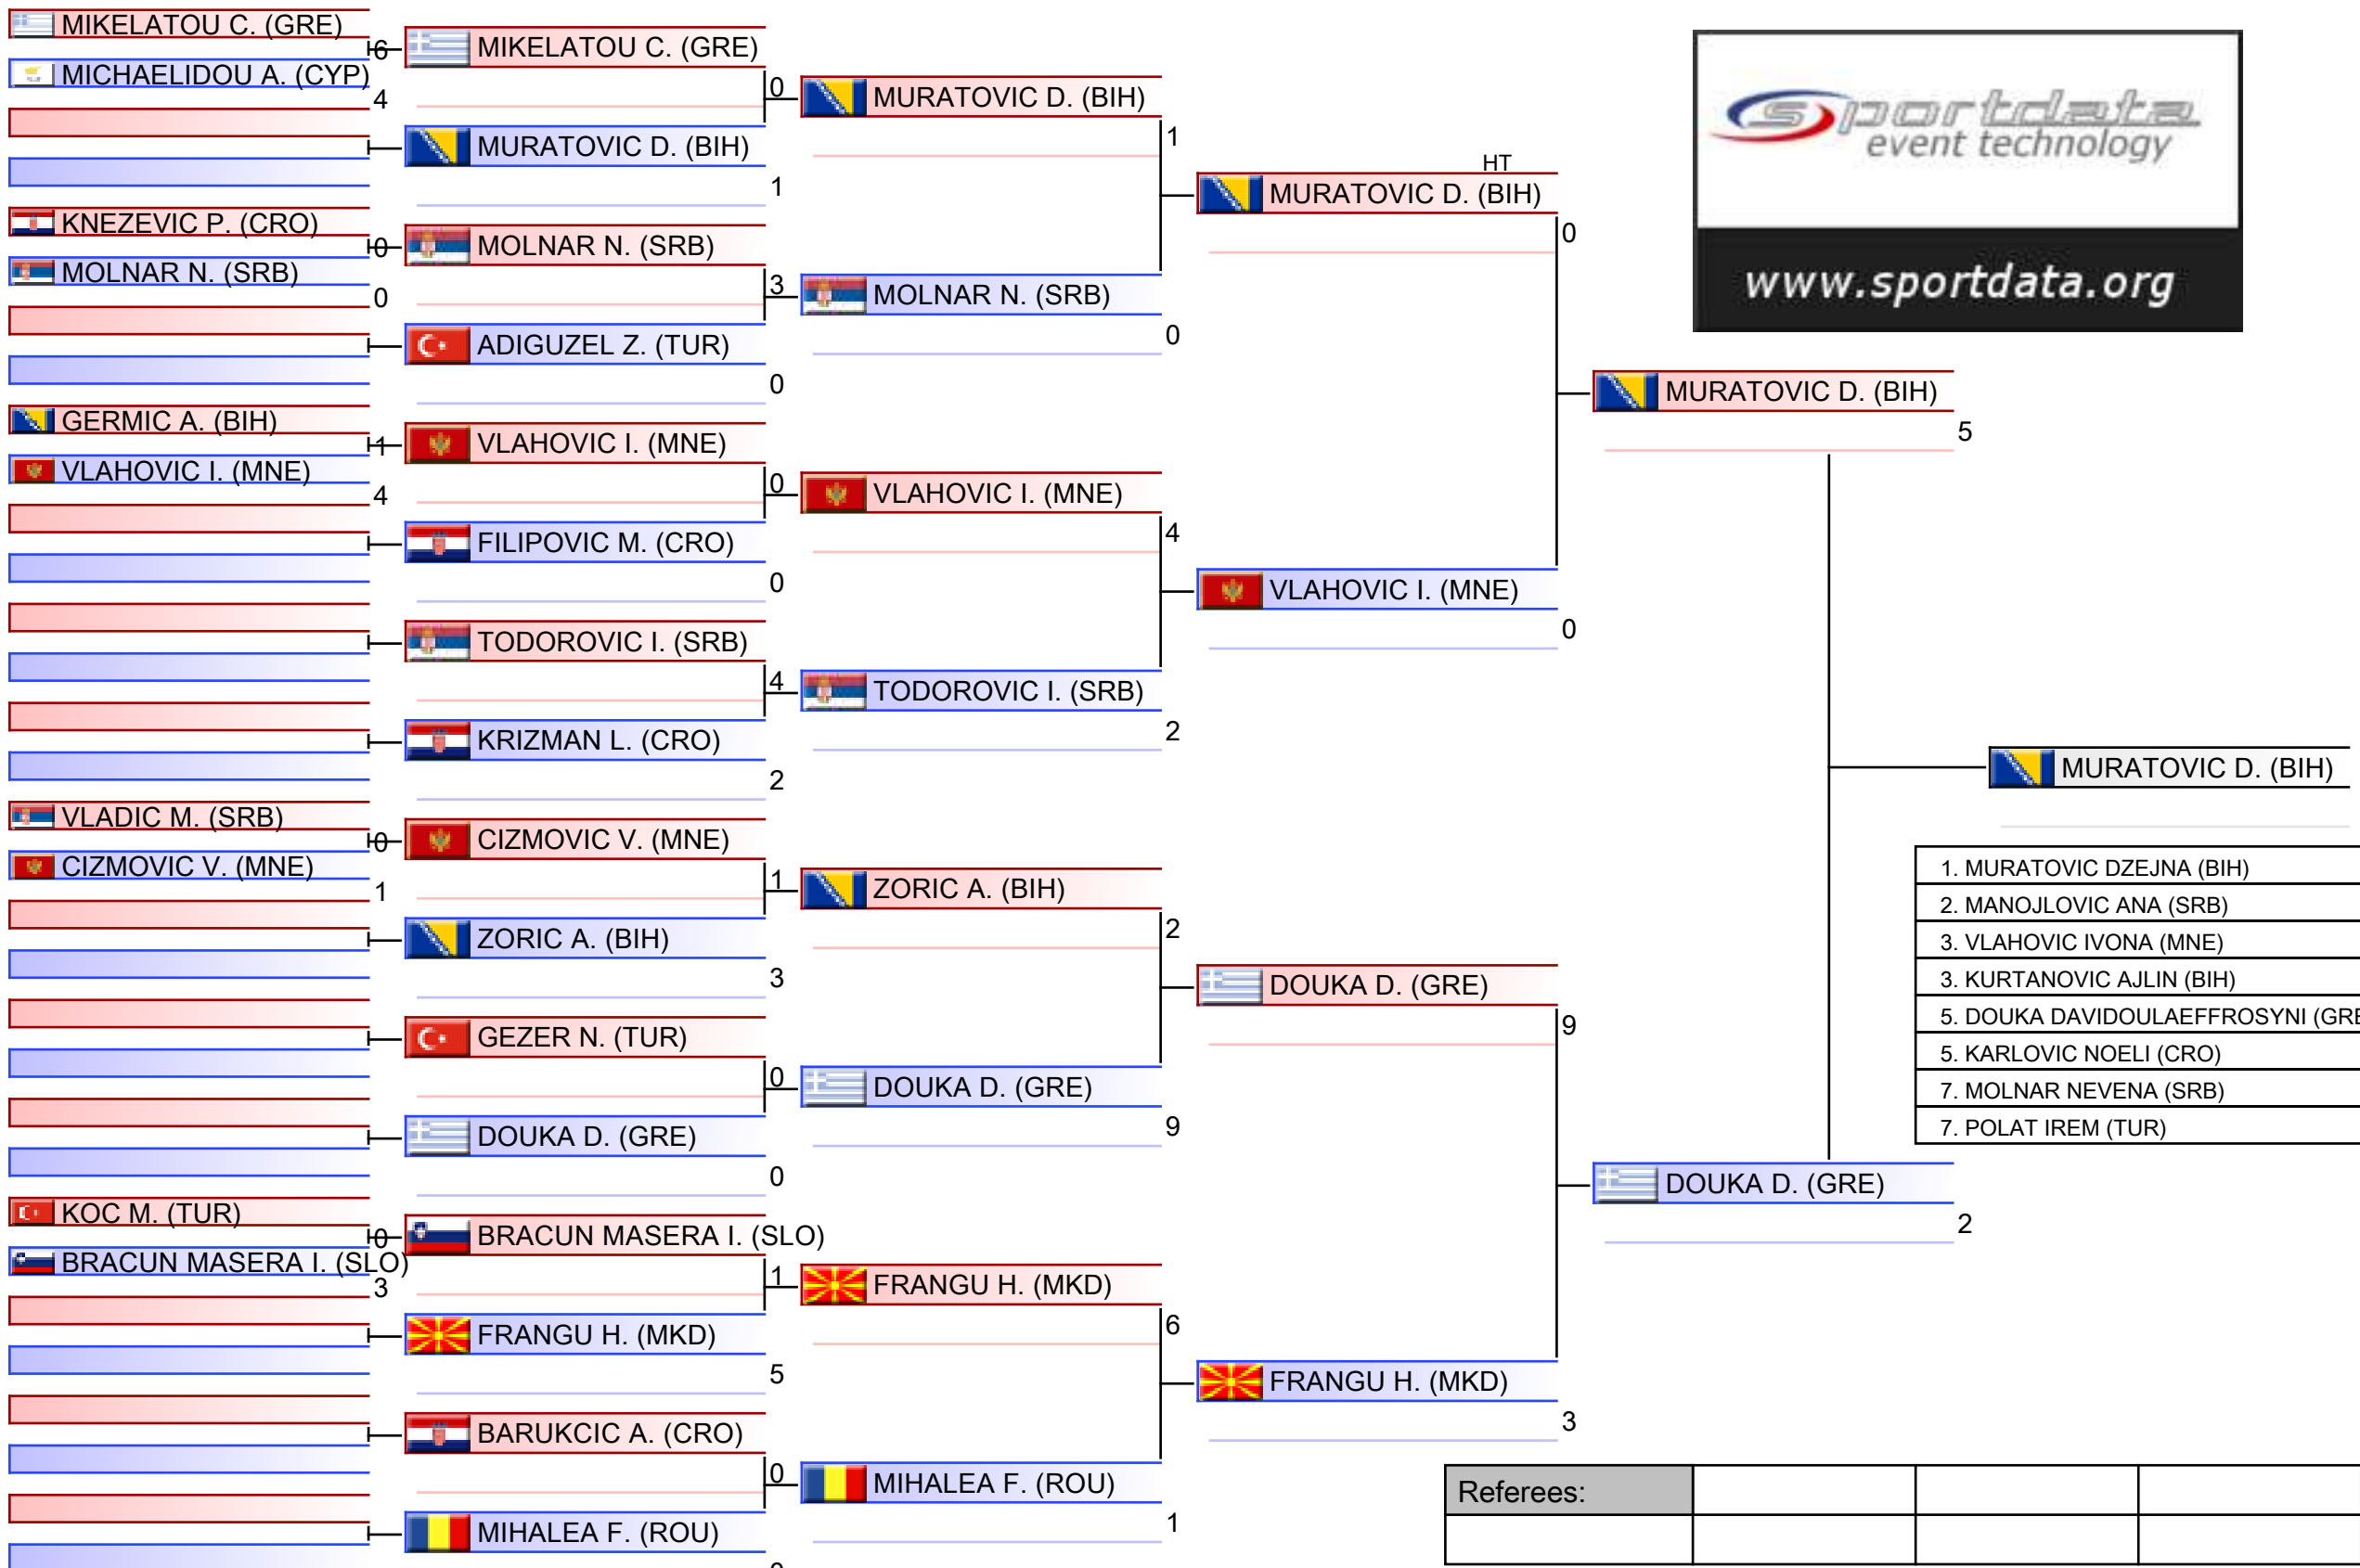 MIKELATOU C. (GRE)
6
MICHAELIDOU A. (CYP)
4
KNEZEVIC P. (CRO)
0
MOLNAR N. (SRB)
0
GERMIC A. (BIH)
1
VLAHOVIC I. (MNE)
4
VLADIC M. (SRB)
0
CIZMOVIC V. (MNE)
1
KOC M. (TUR)
0
BRACUN MASERA I. (SLO)
3
MIKELATOU C. (GRE)
0
MURATOVIC D. (BIH)
1
MOLNAR N. (SRB)
3
ADIGUZEL Z. (TUR)
0
VLAHOVIC I. (MNE)
0
FILIPOVIC M. (CRO)
0
TODOROVIC I. (SRB)
4
KRIZMAN L. (CRO)
2
CIZMOVIC V. (MNE)
1
ZORIC A. (BIH)
3
GEZER N. (TUR)
0
DOUKA D. (GRE)
0
BRACUN MASERA I. (SLO)
1
FRANGU H. (MKD)
5
BARUKCIC A. (CRO)
0
MIHALEA F. (ROU)
MURATOVIC D. (BIH)
1
MOLNAR N. (SRB)
0
VLAHOVIC I. (MNE)
4
TODOROVIC I. (SRB)
2
ZORIC A. (BIH)
2
DOUKA D. (GRE)
9
FRANGU H. (MKD)
6
MIHALEA F. (ROU)
1
HT
MURATOVIC D. (BIH)
0
VLAHOVIC I. (MNE)
0
DOUKA D. (GRE)
9
FRANGU H. (MKD)
3
MURATOVIC D. (BIH)
5
DOUKA D. (GRE)
2
MURATOVIC D. (BIH)
sportdata
event technology
www.sportdata.org
1. MURATOVIC DZEJNA (BIH)
2. MANOJLOVIC ANA (SRB)
3. VLAHOVIC IVONA (MNE)
3. KURTANOVIC AJLIN (BIH)
5. DOUKA DAVIDOULAEFFROSYNI (GRE
5. KARLOVIC NOELI (CRO)
7. MOLNAR NEVENA (SRB)
7. POLAT IREM (TUR)
Referees: